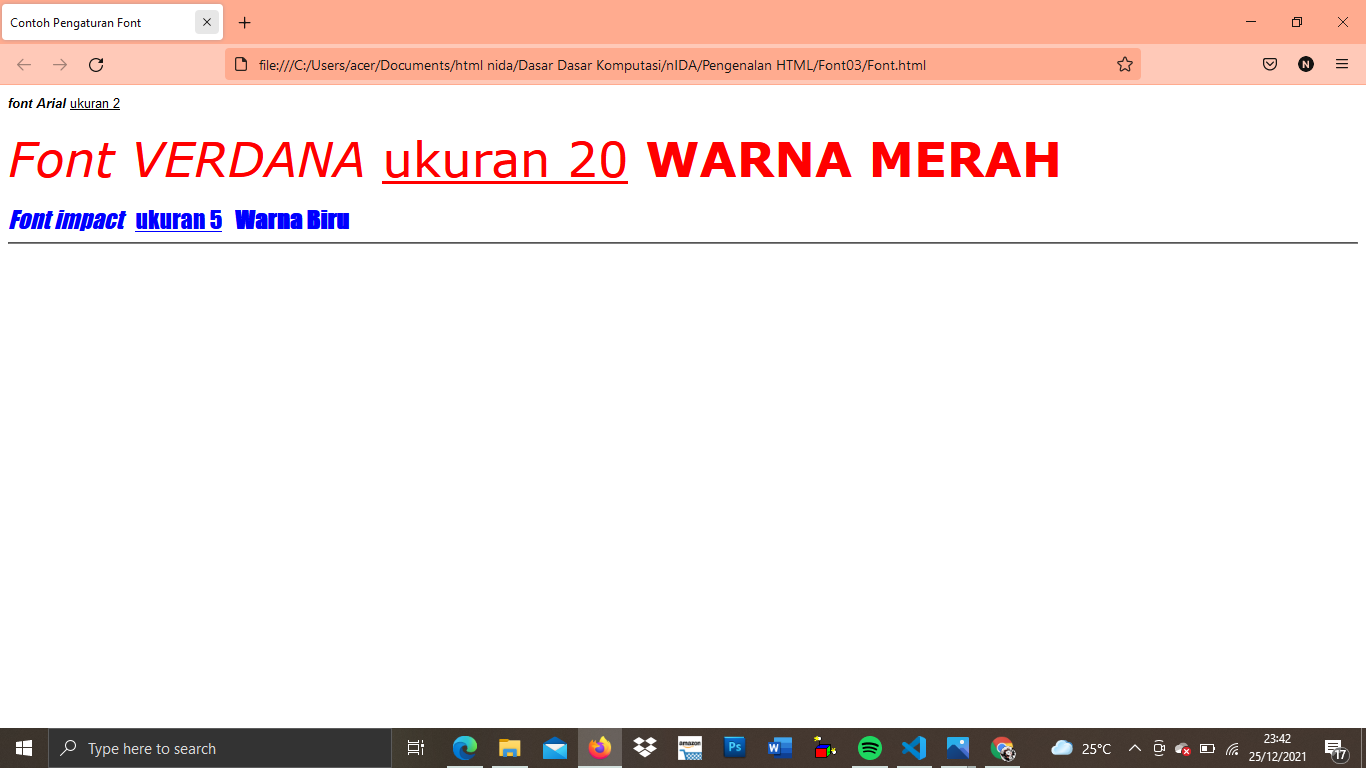 Contoh Pengaturan Font
file:///C:/Users/acer/Documents/html nida/Dasar Dasar Komputasi/nIDA/Pengenalan HTML/Font03/Font.html
N
font Arial ukuran 2
Font VERDANA ukuran 20 WARNA MERAH
Font impact ukuran 5 Warna Biru
Type here to search
amazon
Ps
W
25°C
23:42
25/12/2021
17